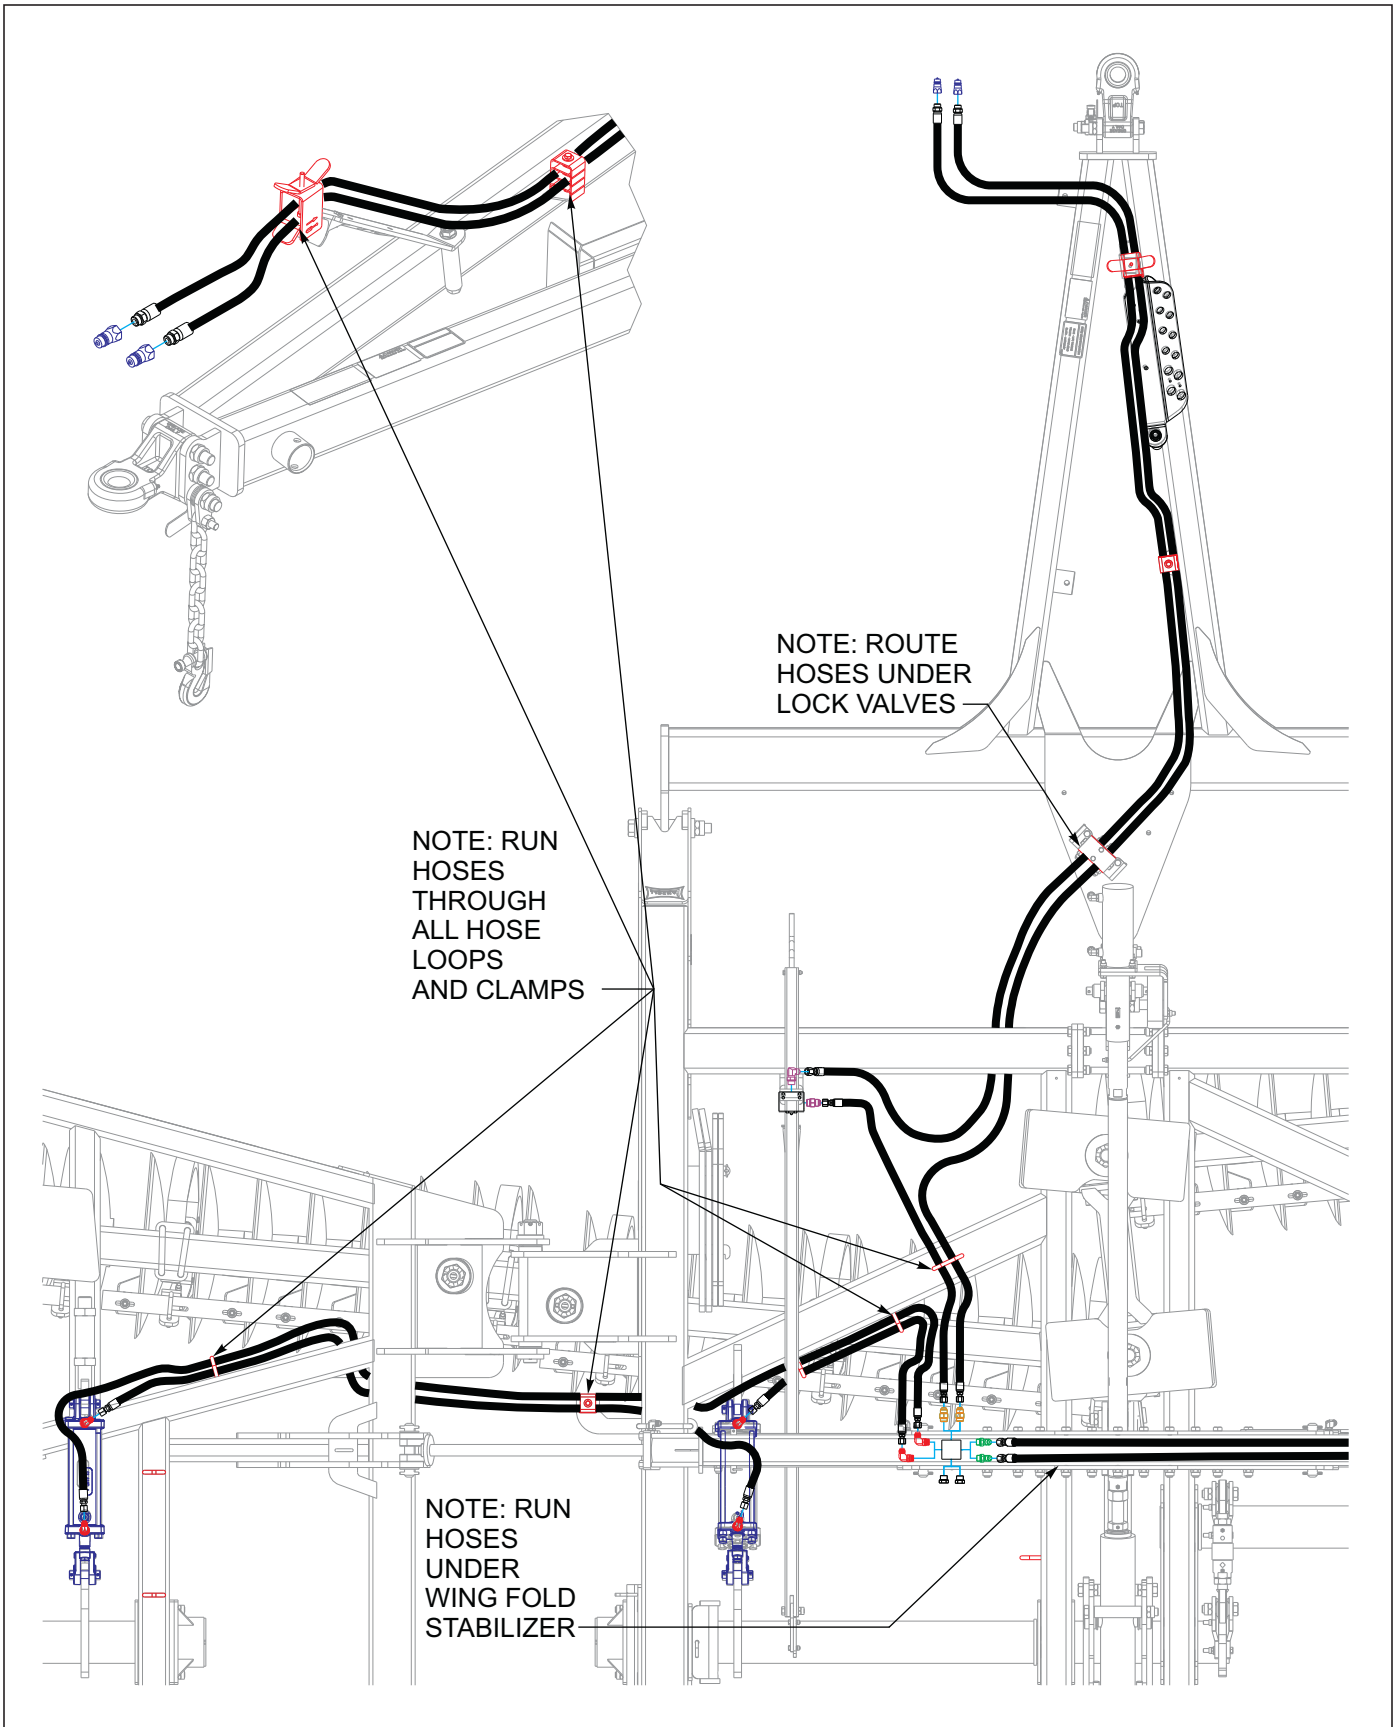 NOTE: ROUTE
HOSES UNDER
LOCK VALVES
NOTE: RUN
HOSES
THROUGH
ALL HOSE
LOOPS
AND CLAMPS
NOTE: RUN
HOSES
UNDER
WING FOLD
STABILIZER